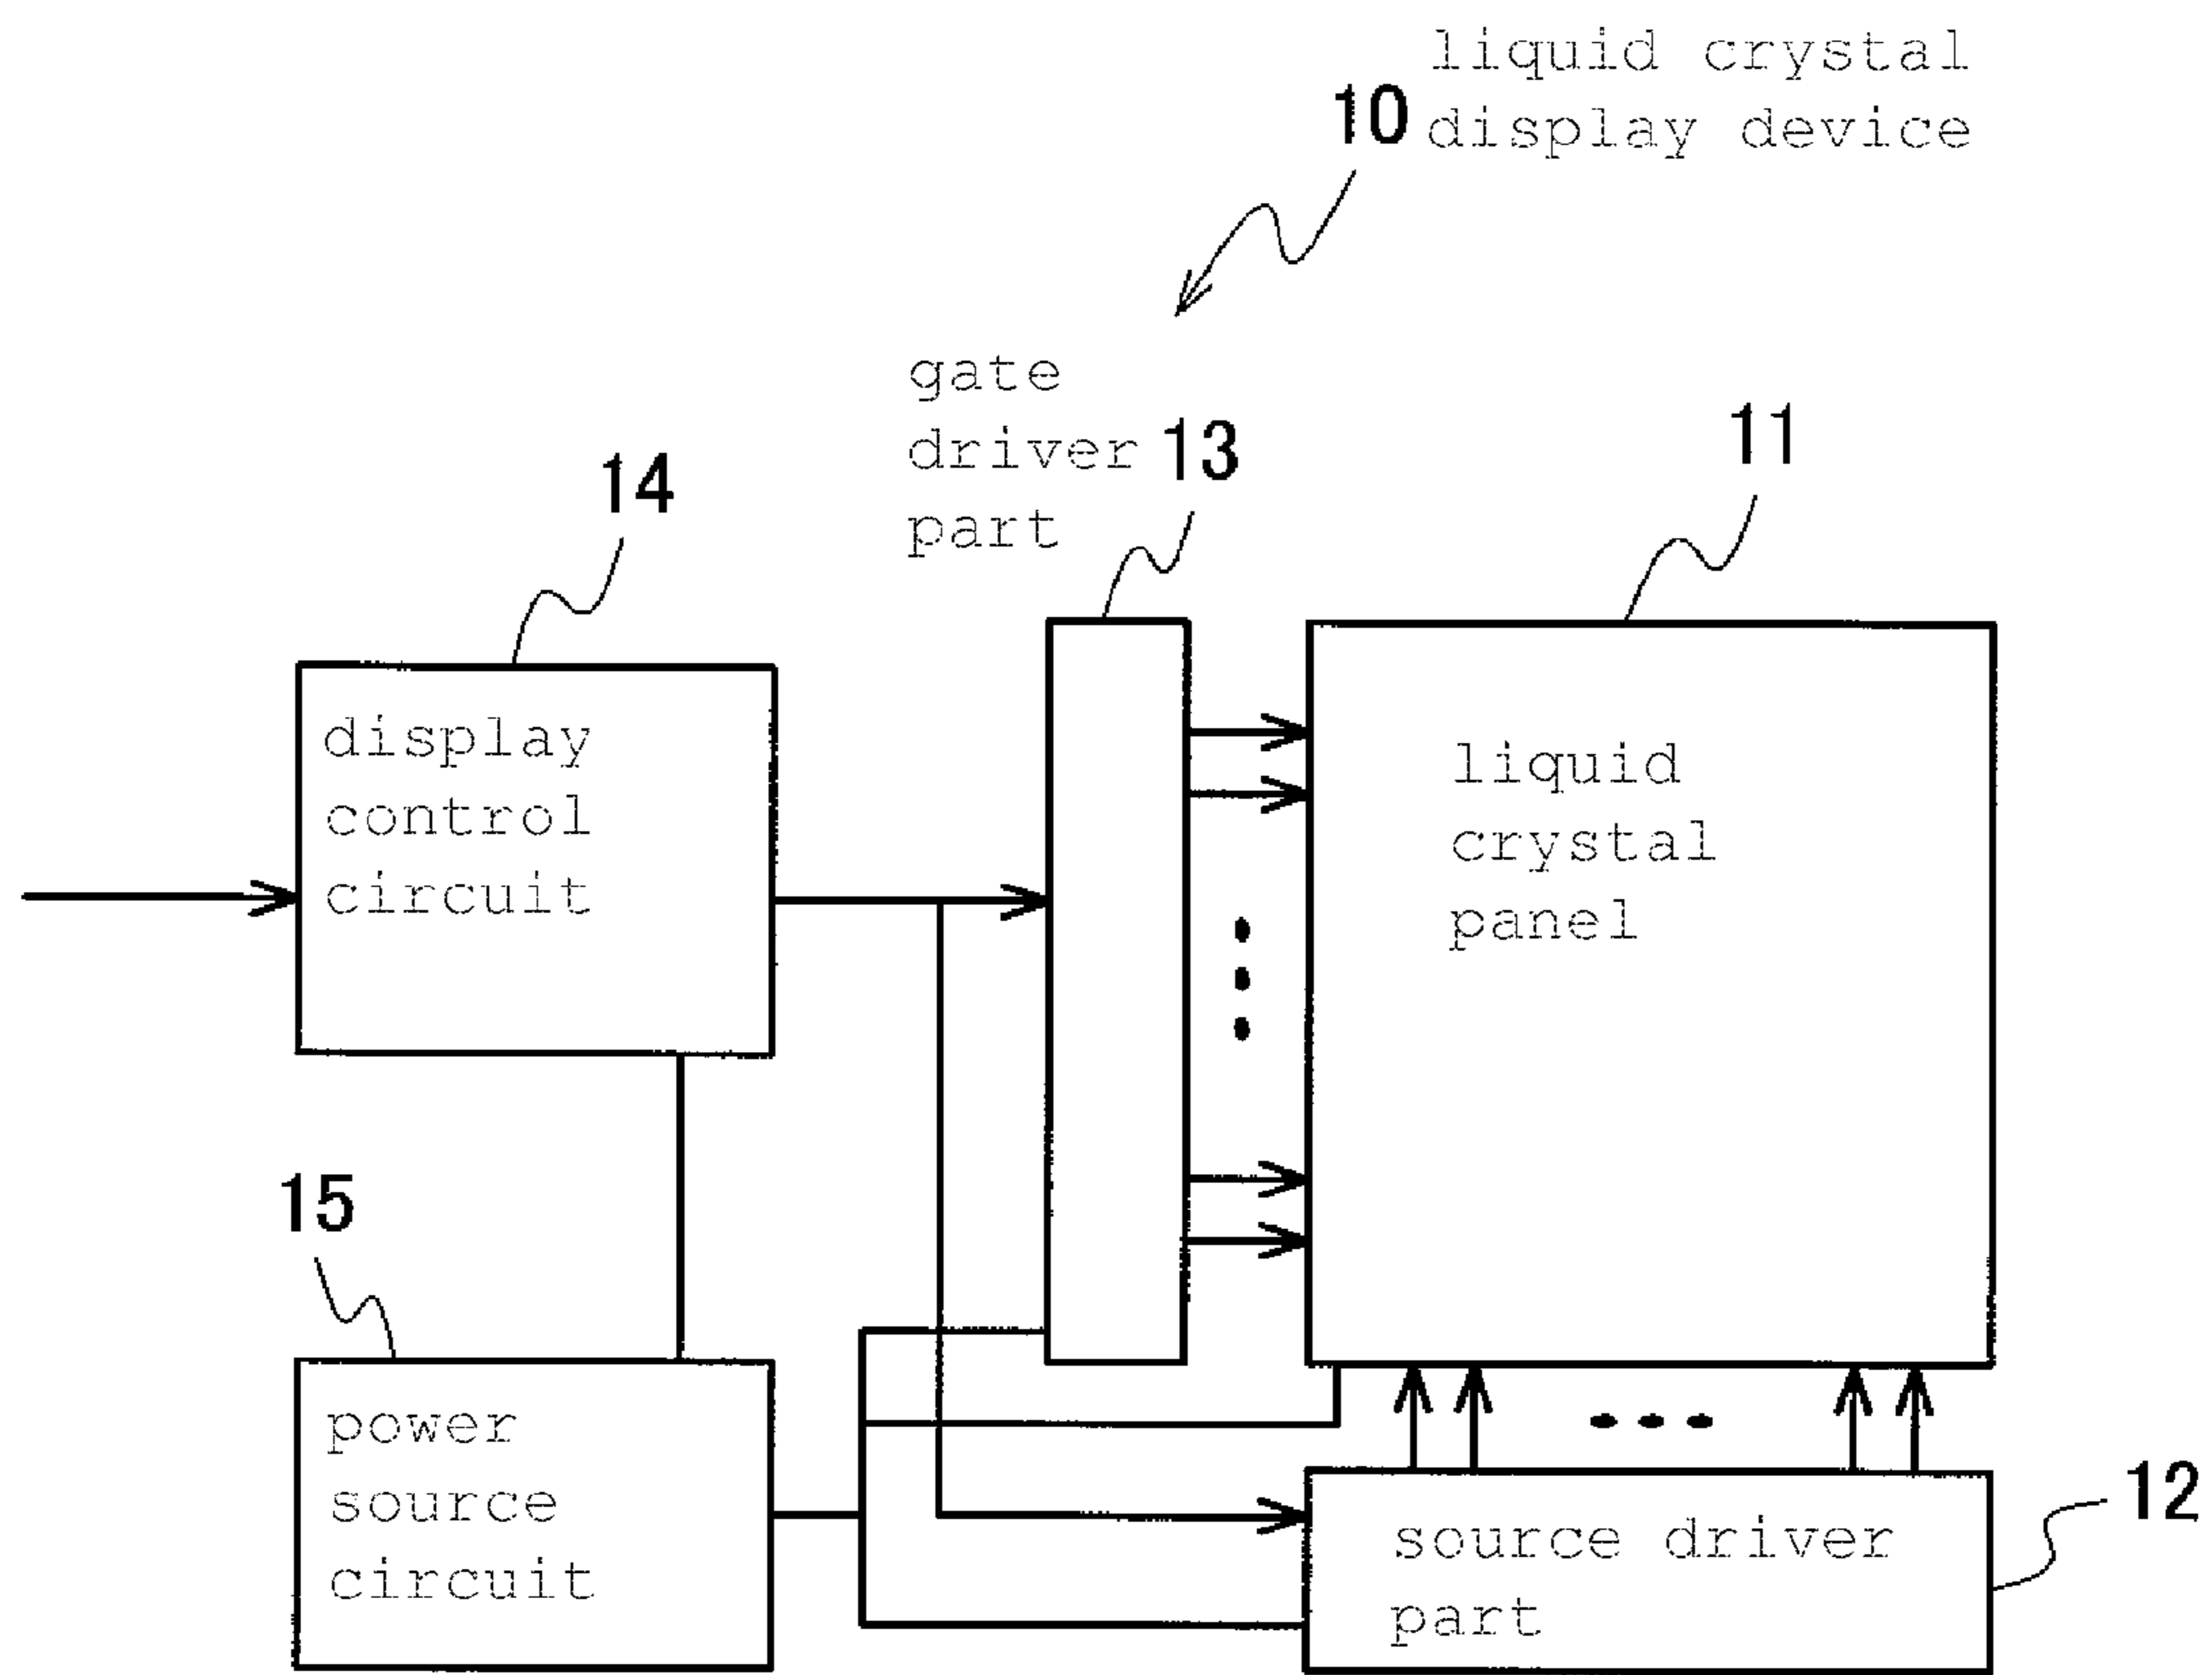 liquid crystal
10 display device
gate
driver 13
part
11
14
display
control
circuit
liquid
crystal
panel
15
power
source
circuit
12
source driver
part